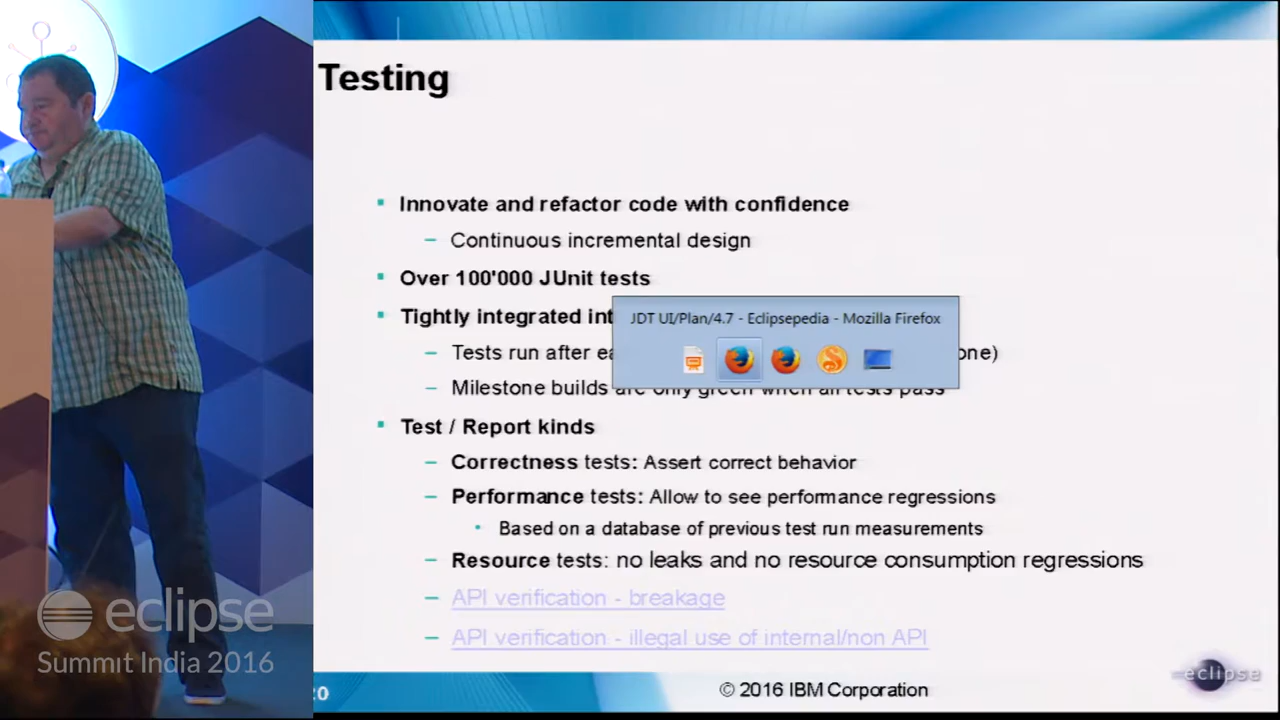 Testing
Innovate and refactor code with confidence
– Continuous incremental design
Over 100'000 JUnit tests
Tightly integrated int
JDT UI/Plan/4.7 - Eclipsepedia - Mozilla Firefox
– Tests run after ea one)
– Milestone builds are only green when all tests pass
Test / Report kinds
– Correctness tests: Assert correct behavior
– Performance tests: Allow to see performance regressions
Based on a database of previous test run measurements
– Resource tests: no leaks and no resource consumption regressions
– API verification - breakage
– API verification - illegal use of internal/non API
eclipse
Summit India 2016
20
© 2016 IBM Corporation
eclipse